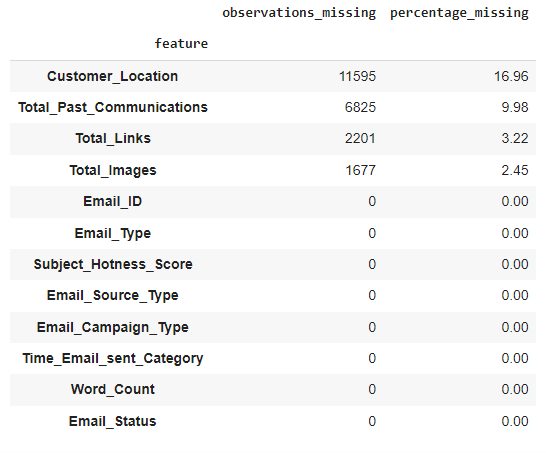 observations_missing percentage_missing
feature
Customer_Location 11595 16.96
Total_Past_Communications 6825 9.98
Total_Links 2201 3.22
Total_Images 1677 2.45
Email_ID 0 0.00
Email_Type 0 0.00
Subject_Hotness_Score 0 0.00
Email_Source_Type 0 0.00
Email_Campaign_Type 0 0.00
Time_Email_sent_Category 0 0.00
Word_Count 0 0.00
Email_Status 0 0.00